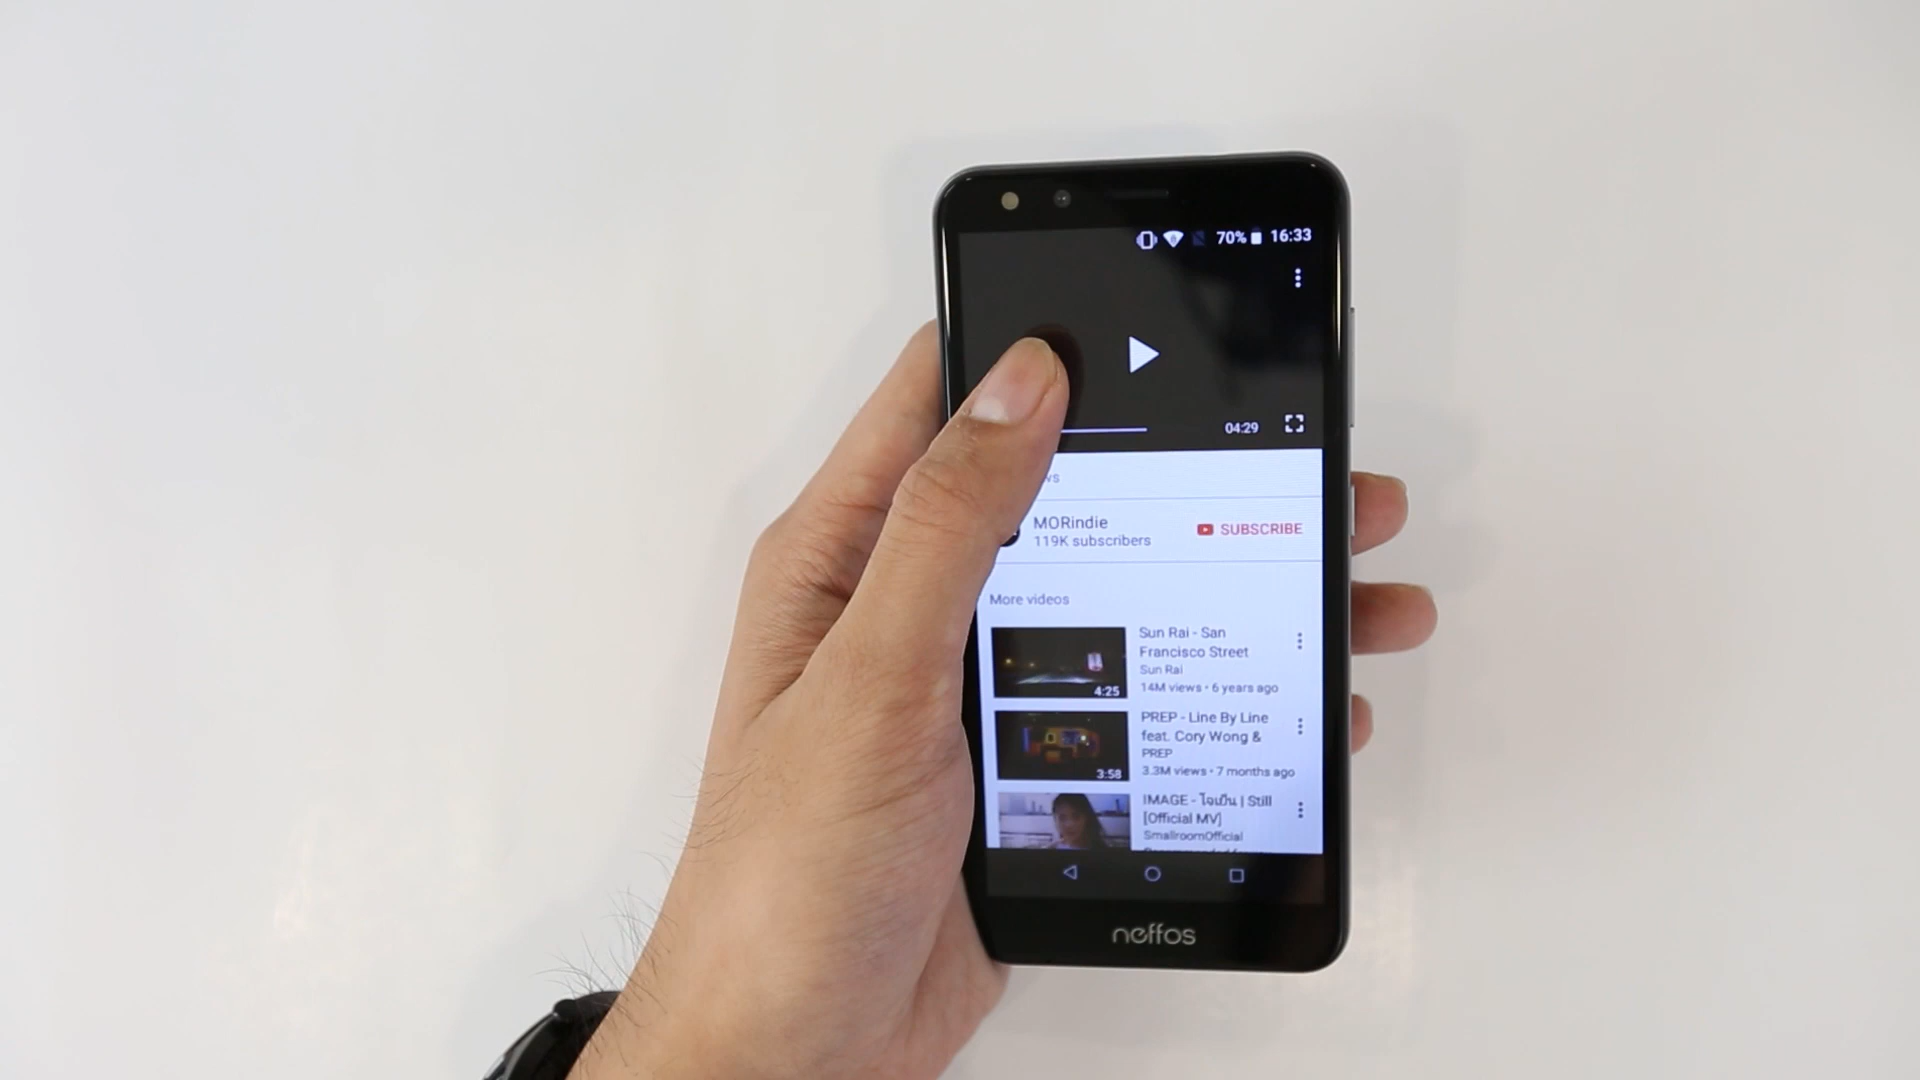 70% 16:33
04:29
ws
MORindie
119K subscribers
SUBSCRIBE
More videos
Sun Rai - San
Francisco Street
Sun Rai
14M views • 6 years ago
4:25
PREP - Line By Line
feat. Cory Wong &
PREP
3.3M views • 7 months ago
3:58
IMAGE - ใจเย็น | Still
[Official MV]
SmallroomOfficial
neffos